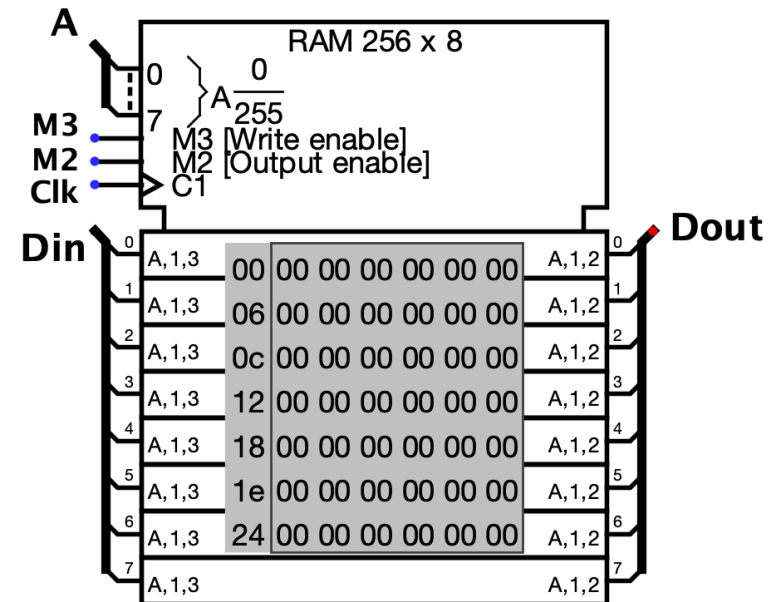 A
RAM 256 x 8
0
7
A 0
255
M3
M3 [Write enable]
M2
M2 [Output enable]
Clk
C1
Din
Dout
0 A,1,3 00 00 00 00 00 00 00 A,1,2 0
1 A,1,3 06 00 00 00 00 00 00 A,1,2 1
2 A,1,3 0c 00 00 00 00 00 00 A,1,2 2
3 A,1,3 12 00 00 00 00 00 00 A,1,2 3
4 A,1,3 18 00 00 00 00 00 00 A,1,2 4
5 A,1,3 1e 00 00 00 00 00 00 A,1,2 5
6 A,1,3 24 00 00 00 00 00 00 A,1,2 6
7 A,1,3 A,1,2 7